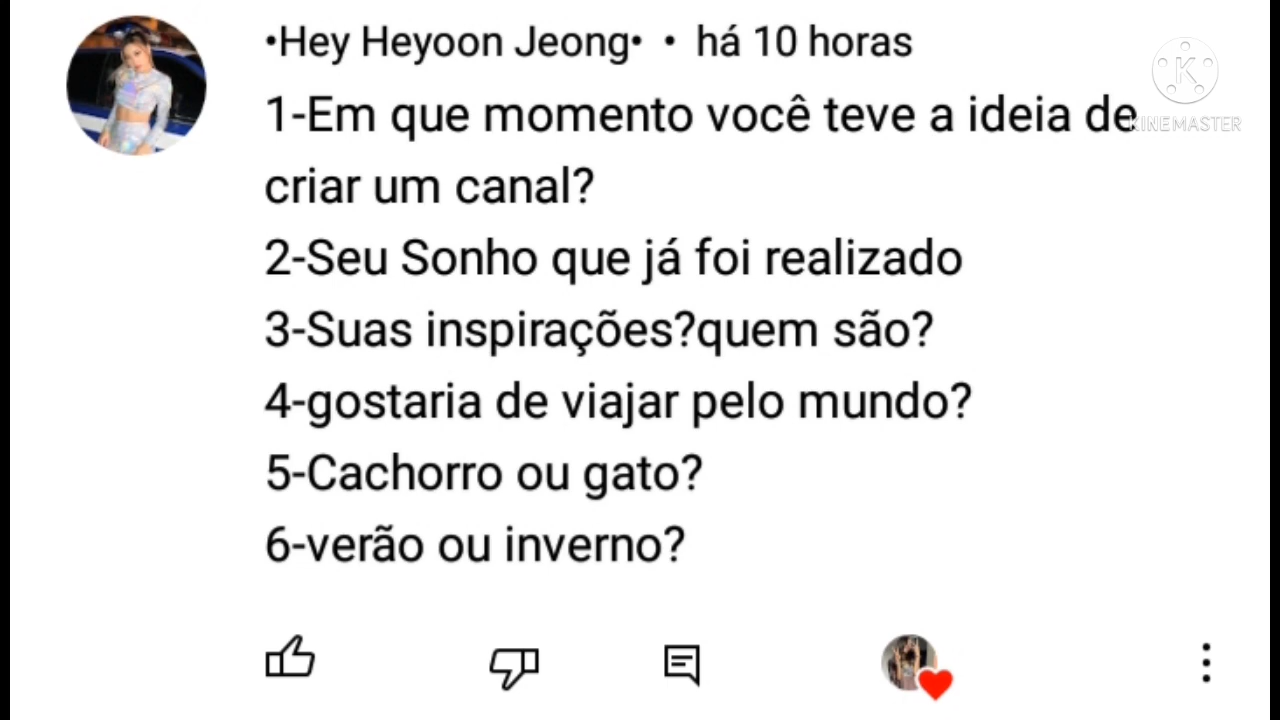 •Hey Heyoon Jeong• • há 10 horas
1-Em que momento você teve a ideia de
criar um canal?
2-Seu Sonho que já foi realizado
3-Suas inspirações?quem são?
4-gostaria de viajar pelo mundo?
5-Cachorro ou gato?
6-verão ou inverno?
K
KINEMASTER